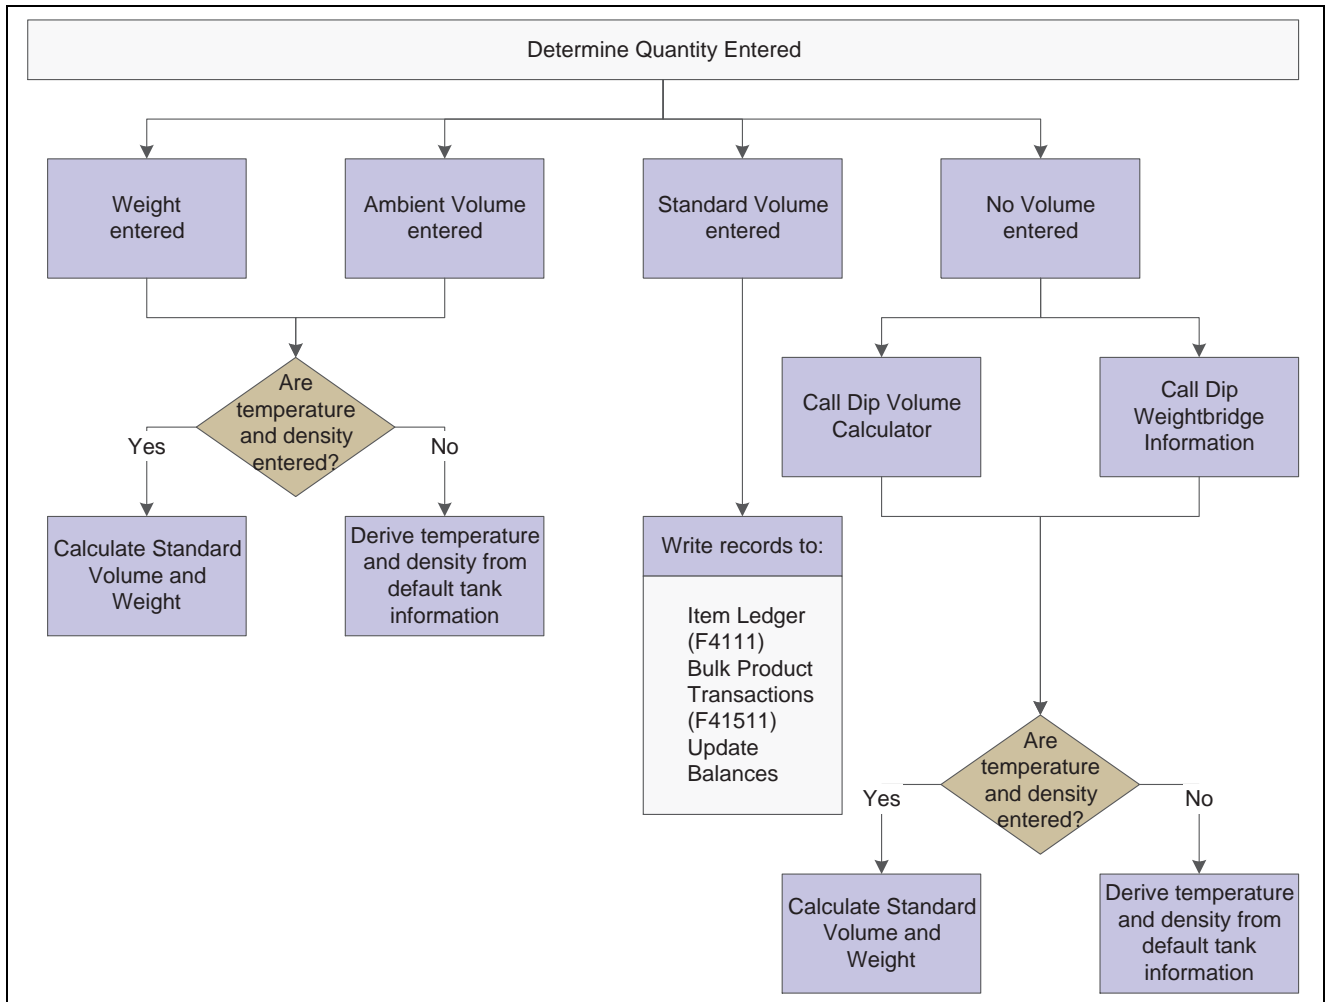 Determine Quantity Entered
Weight
entered
Ambient Volume
entered
Standard Volume
entered
No Volume
entered
Are
temperature
and density
entered?
Yes
No
Calculate Standard
Volume and
Weight
Derive temperature
and density from
default tank
information
Write records to:
Item Ledger
(F4111)
Bulk Product
Transactions
(F41511)
Update
Balances
Call Dip Volume
Calculator
Call Dip
Weightbridge
Information
Are
temperature
and density
entered?
Yes
No
Calculate Standard
Volume and
Weight
Derive temperature
and density from
default tank
information